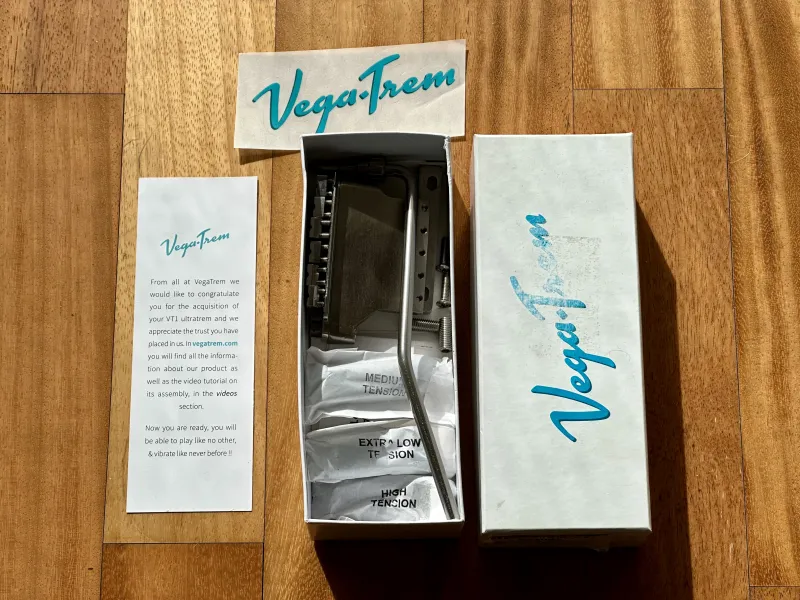 Vega-Trem
Vega-Trem
From all at VegaTrem we
would like to congratulate
you for the acquisition of
your VT1 ultratrem and we
appreciate the trust you have
placed in us. In vegatrem.com
you will find all the informa-
tion about our product as
well as the video tutorial on
its assembly, in the videos
section.
Now you are ready, you will
be able to play like no other,
& vibrate like never before !!
MEDIUM
TENSION
EXTRA LOW
TENSION
HIGH
TENSION
Vega-Trem